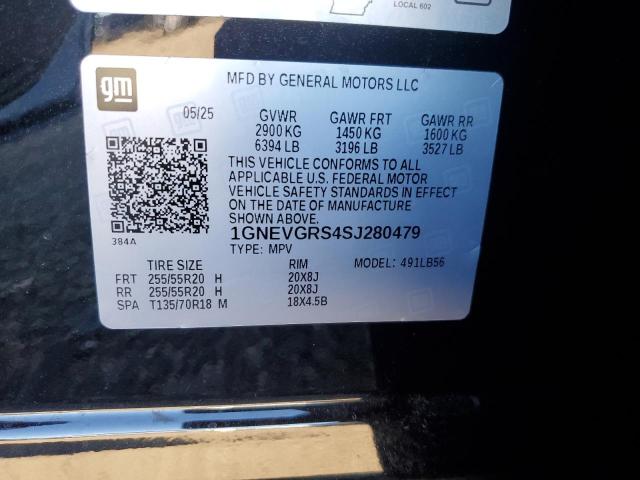 LOCAL 602
gm
MFD BY GENERAL MOTORS LLC
05/25 GVWR GAWR FRT GAWR RR
2900 KG 1450 KG 1600 KG
6394 LB 3196 LB 3527 LB
THIS VEHICLE CONFORMS TO ALL
APPLICABLE U.S. FEDERAL MOTOR
VEHICLE SAFETY STANDARDS IN EFFECT
ON THE DATE OF MANUFACTURE
SHOWN ABOVE.
384A
1GNEVGRS4SJ280479
TYPE: MPV
TIRE SIZE RIM MODEL: 491LB56
FRT 255/55R20 H 20X8J
RR 255/55R20 H 20X8J
SPA T135/70R18 M 18X4.5B